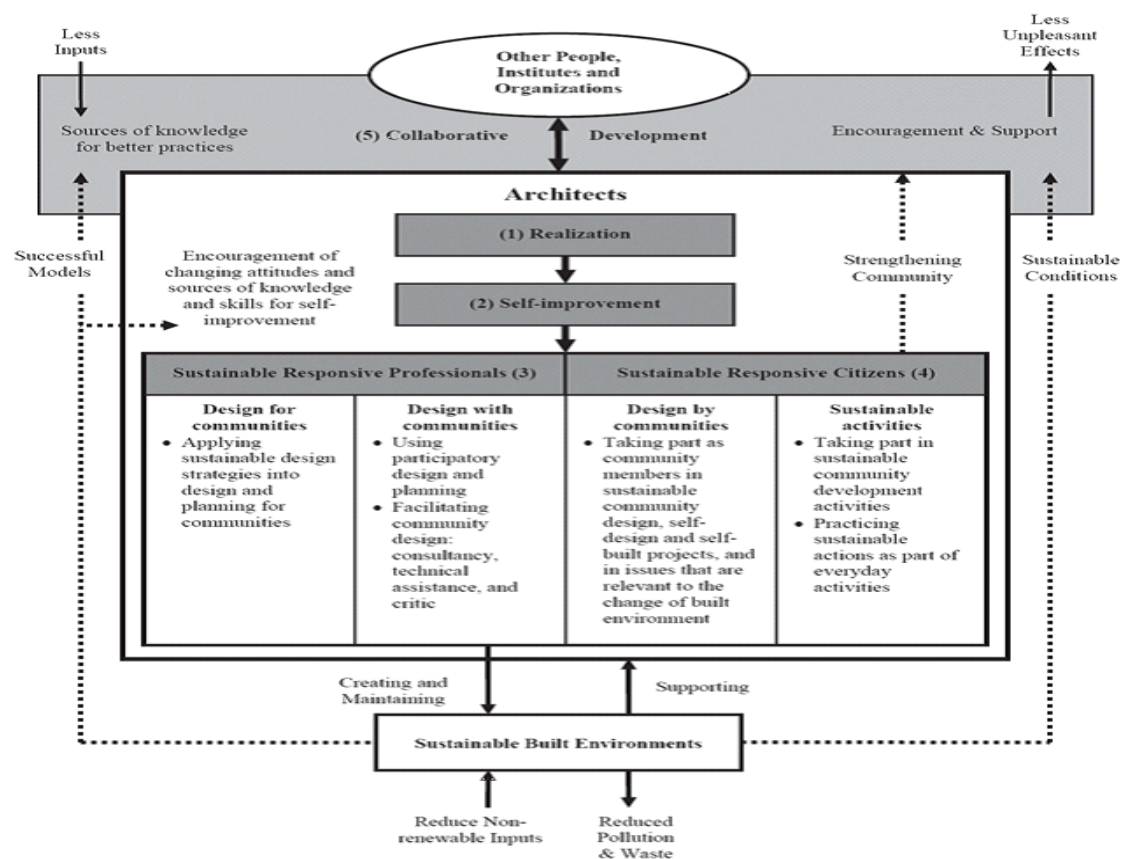 Less
Inputs
Less
Unpleasant
Effects
Other People,
Institutes and
Organizations
Sources of knowledge
for better practices
(5) Collaborative Development
Encouragement & Support
Architects
(1) Realization
Successful
Models
Encouragement of
changing attitudes and
sources of knowledge
and skills for self-
improvement
(2) Self-improvement
Strengthening
Community
Sustainable
Conditions
Sustainable Responsive Professionals (3)
Sustainable Responsive Citizens (4)
Design for
communities
• Applying
sustainable design
strategies into
design and
planning for
communities
Design with
communities
• Using
participatory
design and
planning
• Facilitating
community
design:
consultancy,
technical
assistance, and
critic
Design by
communities
• Taking part as
community
members in
sustainable
community
design, self-
design and self-
built projects, and
in issues that are
relevant to the
change of built
environment
Sustainable
activities
• Taking part in
sustainable
community
development
activities
• Practicing
sustainable
actions as part of
everyday
activities
Creating and
Maintaining
Supporting
Sustainable Built Environments
Reduce Non-
renewable Inputs
Reduced
Pollution
& Waste